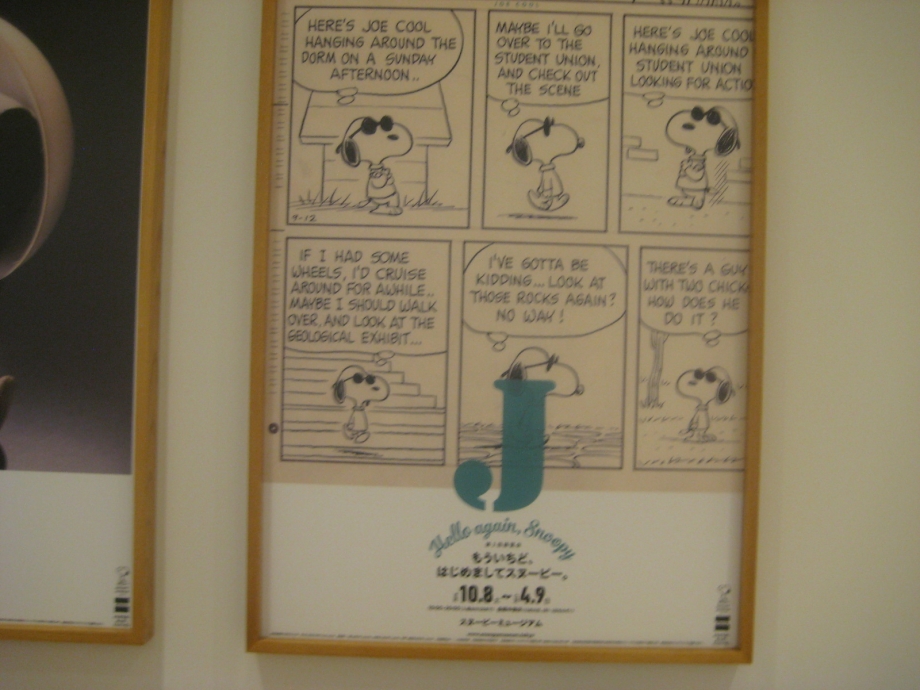 HERE'S JOE COOL
HANGING AROUND THE
DORM ON A SUNDAY
AFTERNOON..
MAYBE I'LL GO
OVER TO THE
STUDENT UNION,
AND CHECK OUT
THE SCENE
HERE'S JOE COOL
HANGING AROUND
STUDENT UNION
LOOKING FOR ACTIO
9-12
IF I HAD SOME
WHEELS, I'D CRUISE
AROUND FOR AWHILE..
MAYBE I SHOULD WALK
OVER, AND LOOK AT THE
GEOLOGICAL EXHIBIT...
I'VE GOTTA BE
KIDDING... LOOK AT
THOSE ROCKS AGAIN?
NO WAY!
THERE'S A GUY
WITH TWO CHICK
HOW DOES HE
DO IT?
J
Hello again, Snoopy
もういちど、
はじめましてスヌーピー。
10.8 ~ 4.9
スヌーピーミュージアム